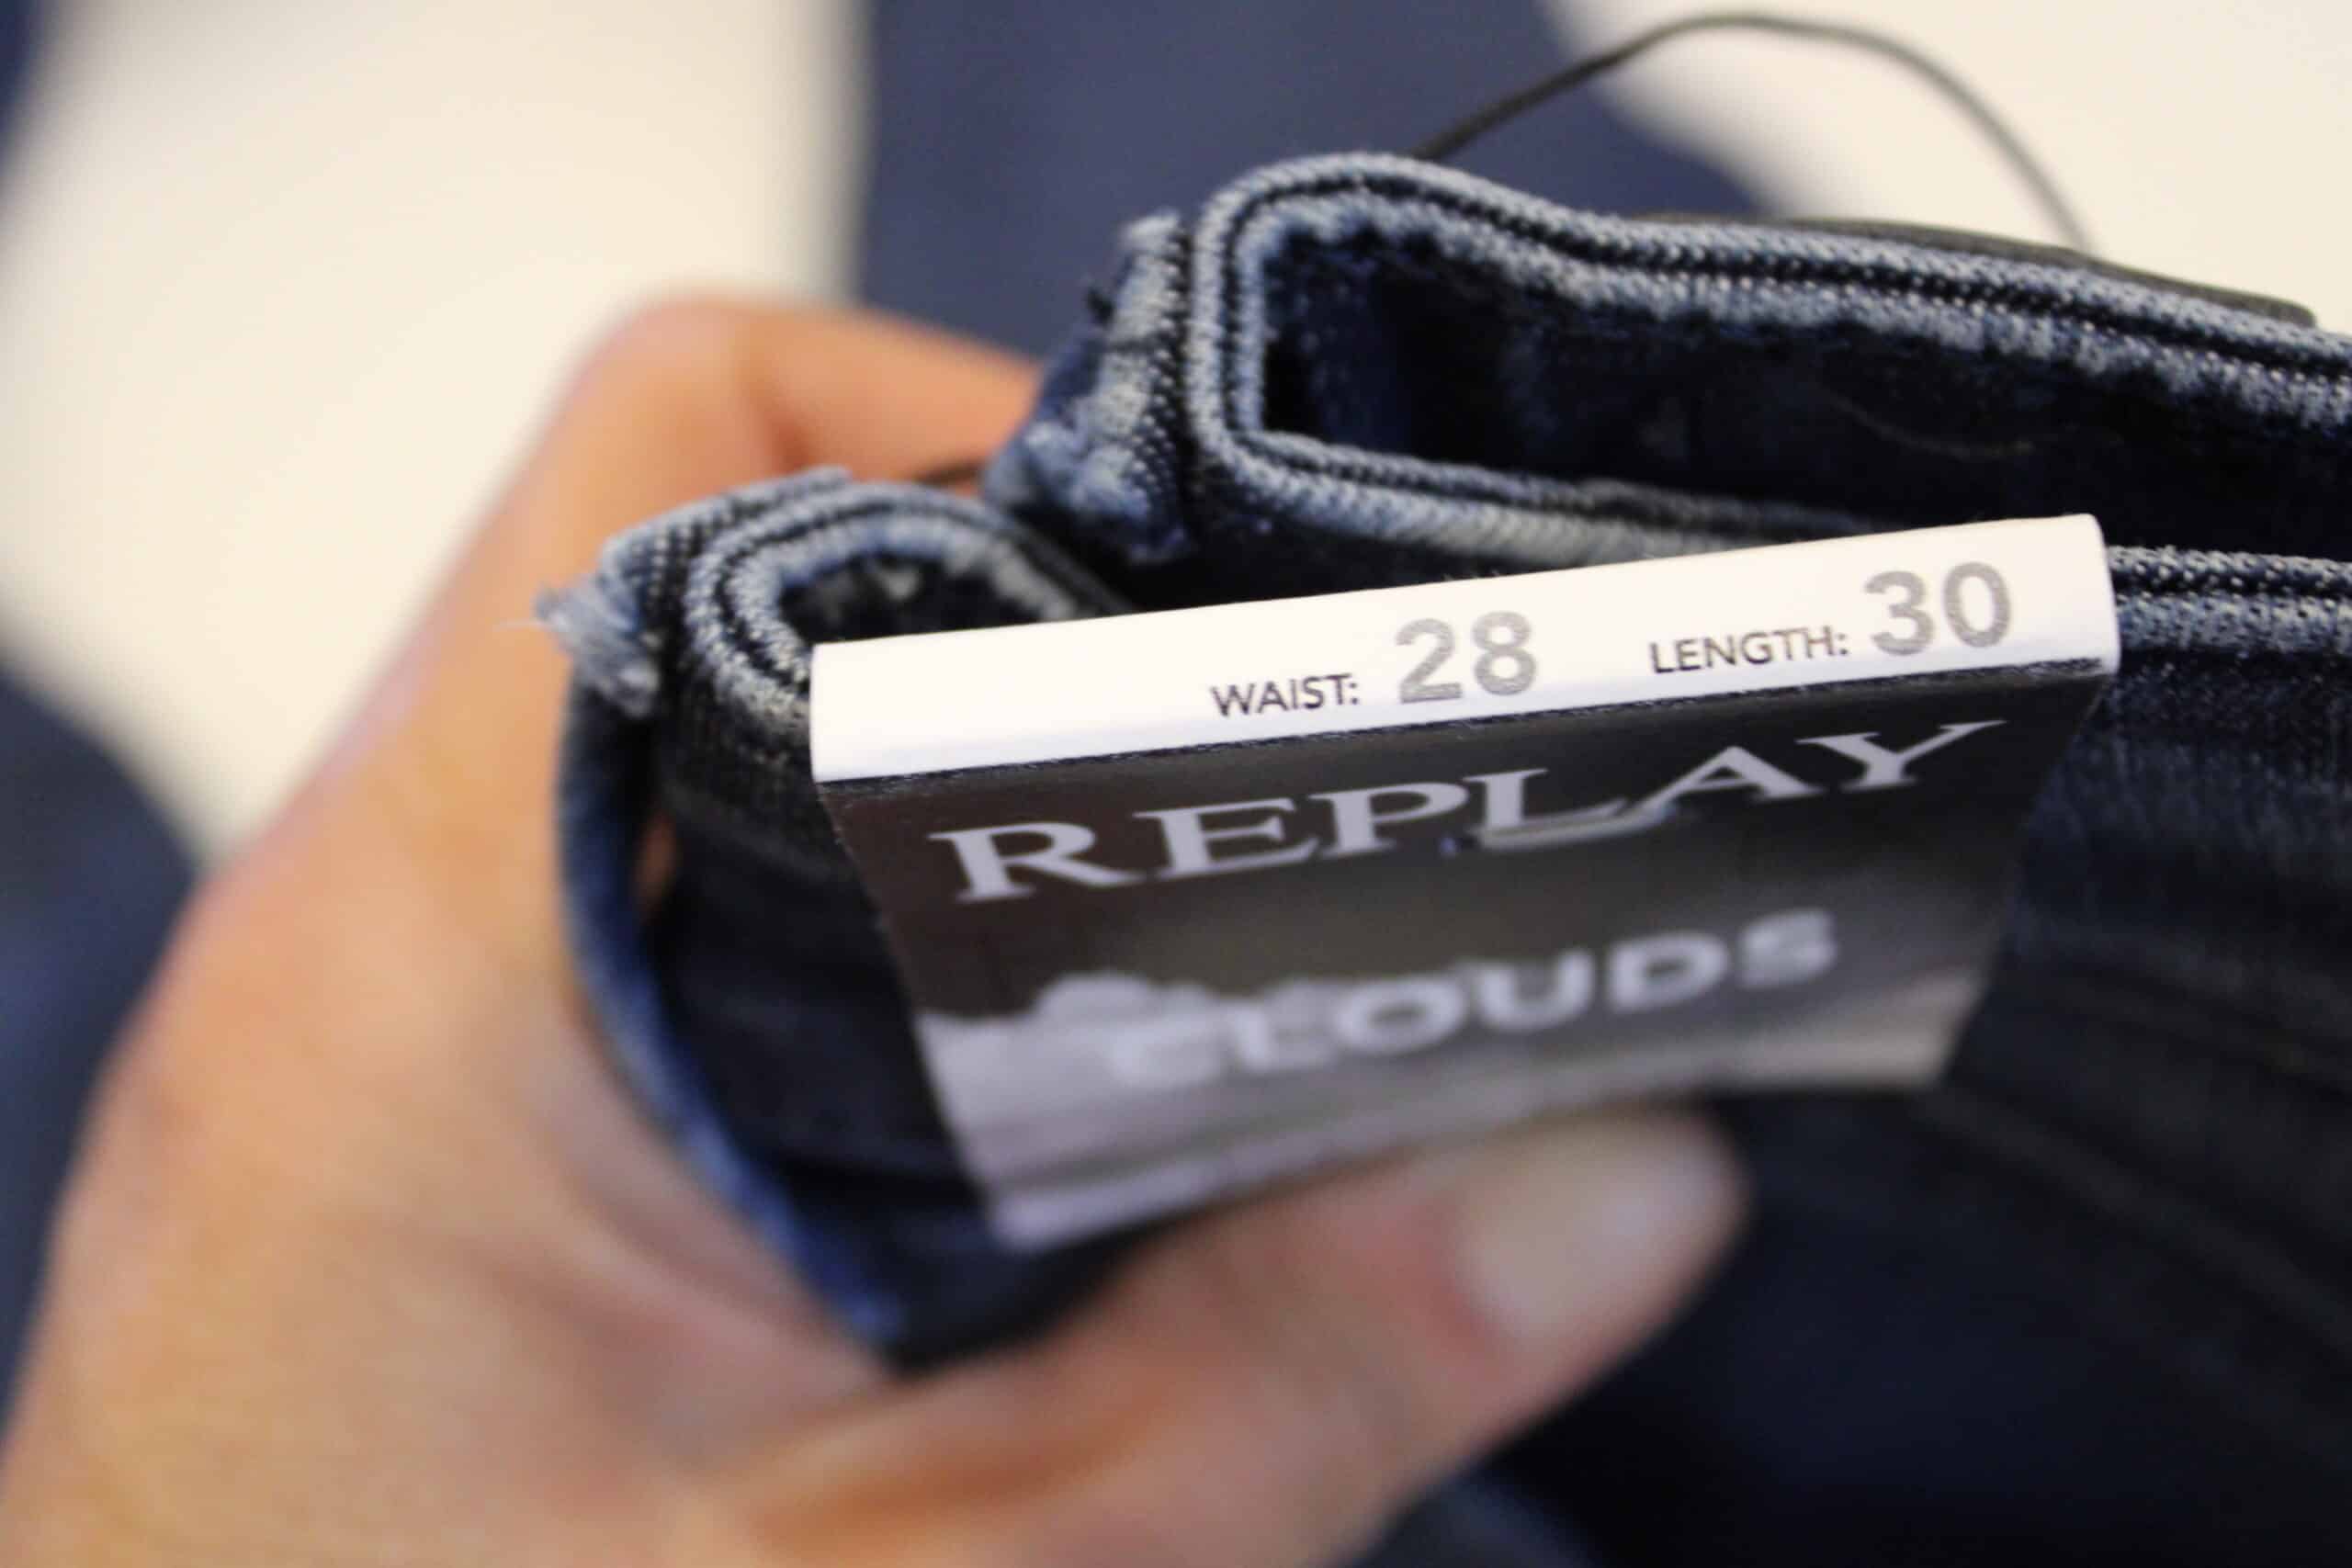 WAIST: 28 LENGTH: 30
REPLAY
CLOUDS